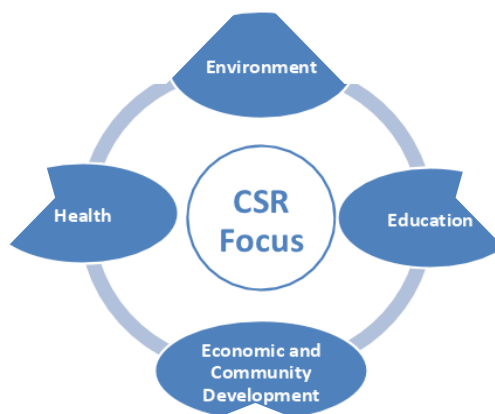 Environment
Health
CSR
Focus
Education
Economic and
Community
Development